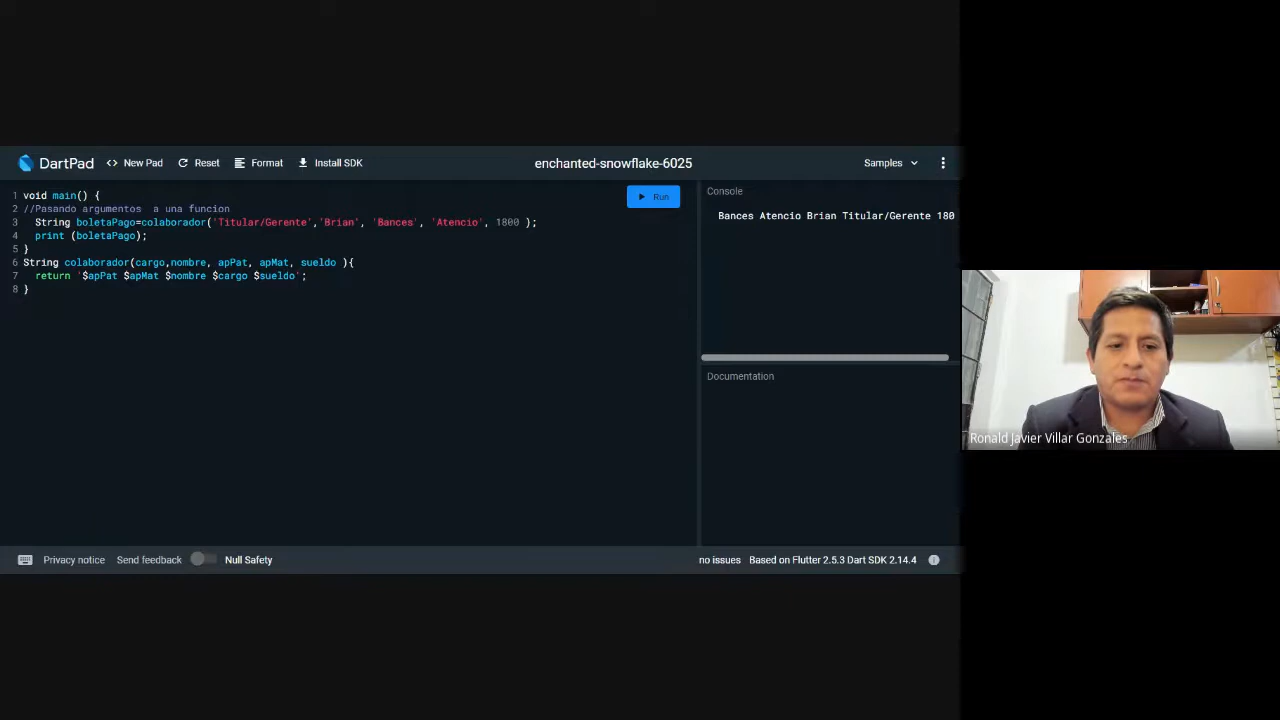 DartPad
<> New Pad
Reset
Format
Install SDK
enchanted-snowflake-6025
Samples
1 void main() {
2 //Pasando argumentos  a una funcion
3   String boletaPago=colaborador('Titular/Gerente','Brian', 'Bances', 'Atencio', 1800 );
4   print (boletaPago);
5 }
6 String colaborador(cargo,nombre, apPat, apMat, sueldo ){
7   return '$apPat $apMat $nombre $cargo $sueldo';
8 }
Run
Console
Bances Atencio Brian Titular/Gerente 180
Documentation
Ronald Javier Villar Gonzales
Privacy notice
Send feedback
Null Safety
no issues
Based on Flutter 2.5.3 Dart SDK 2.14.4